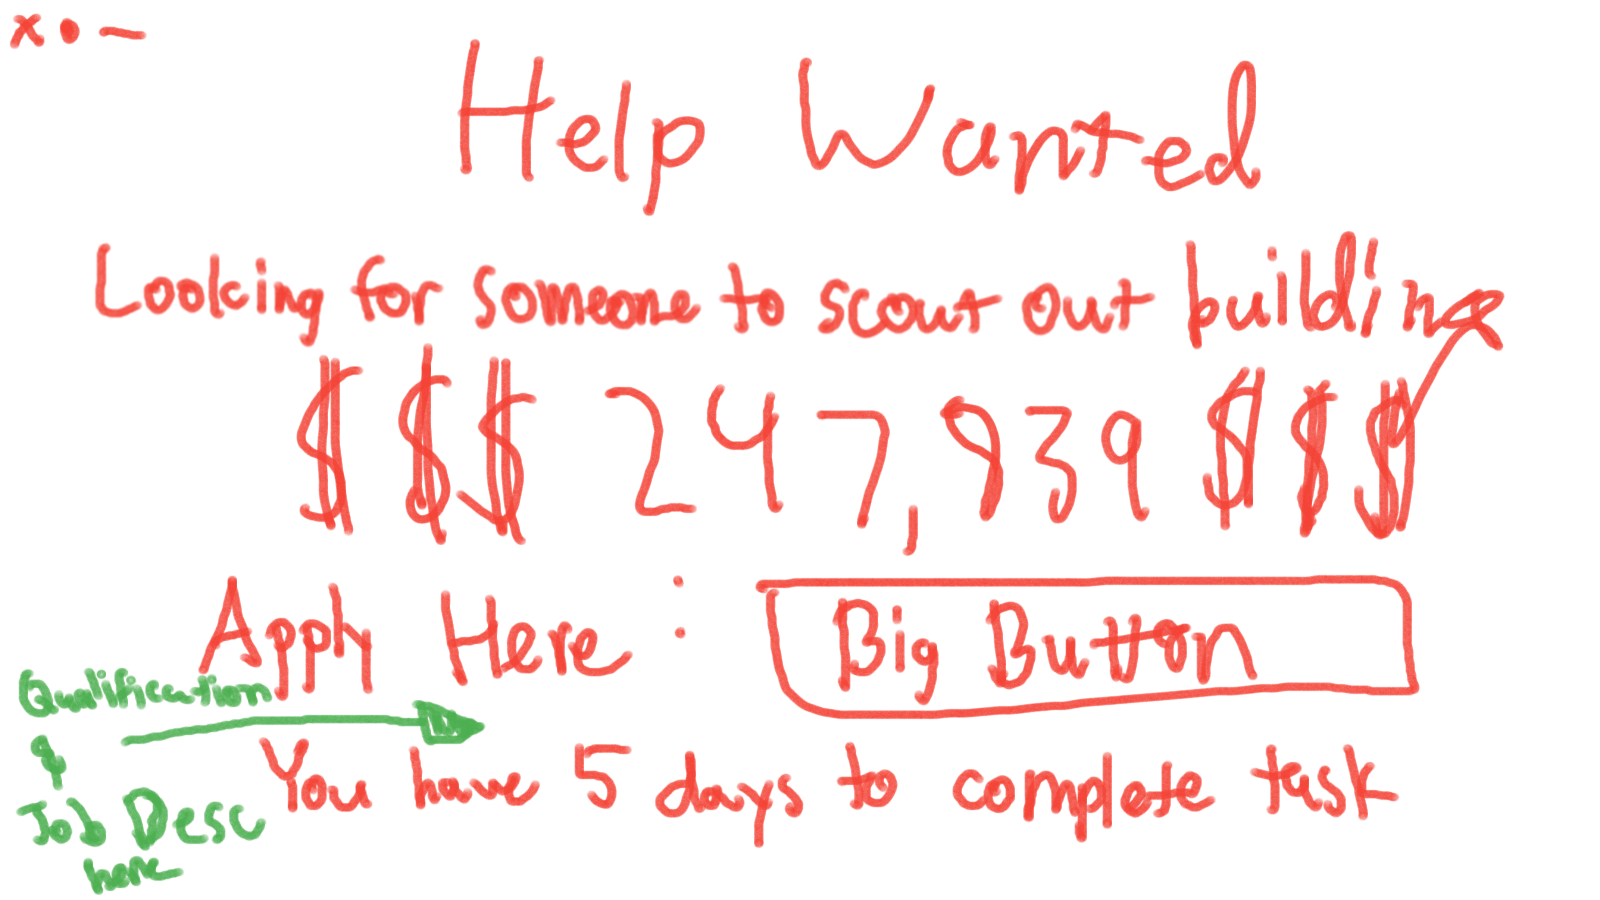 x • —
Help Wanted
Looking for someone to scout out building
$ $ $ 247,939 $ $ $
Apply Here : Big Button
Qualification
&
Job Desc
here
You have 5 days to complete task